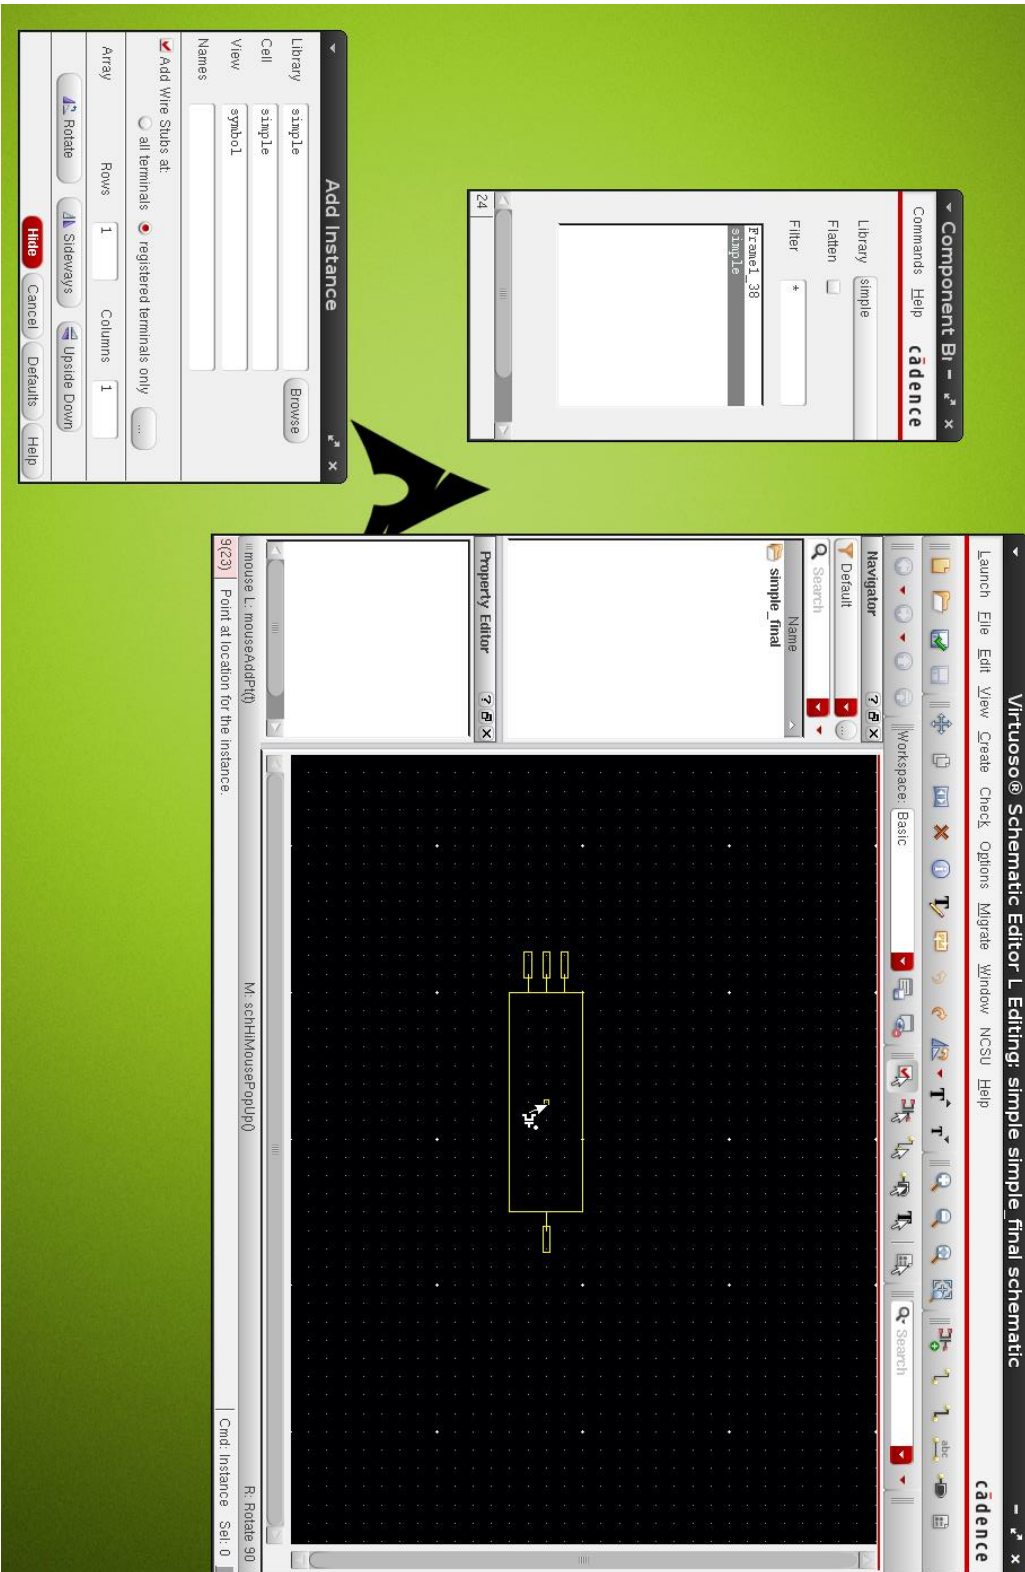 Component Br
Commands Help cādence
Library simple
Flatten
Filter *
Frame1_38
simple
24
Add Instance
Library simple Browse
Cell simple
View symbol
Names
Add Wire Stubs at:
all terminals registered terminals only ...
Array Rows 1 Columns 1
Rotate Sideways Upside Down
Hide Cancel Defaults Help
Virtuoso® Schematic Editor L Editing: simple simple_final schematic
Launch File Edit View Create Check Options Migrate Window NCSU Help cādence
Workspace: Basic
Search
Navigator
Default
Search
Name
simple_final
Property Editor
mouse L: mouseAddPt(t) M: schHiMousePopUp() R: Rotate 90
9(23) Point at location for the instance. Cmd: Instance Sel: 0